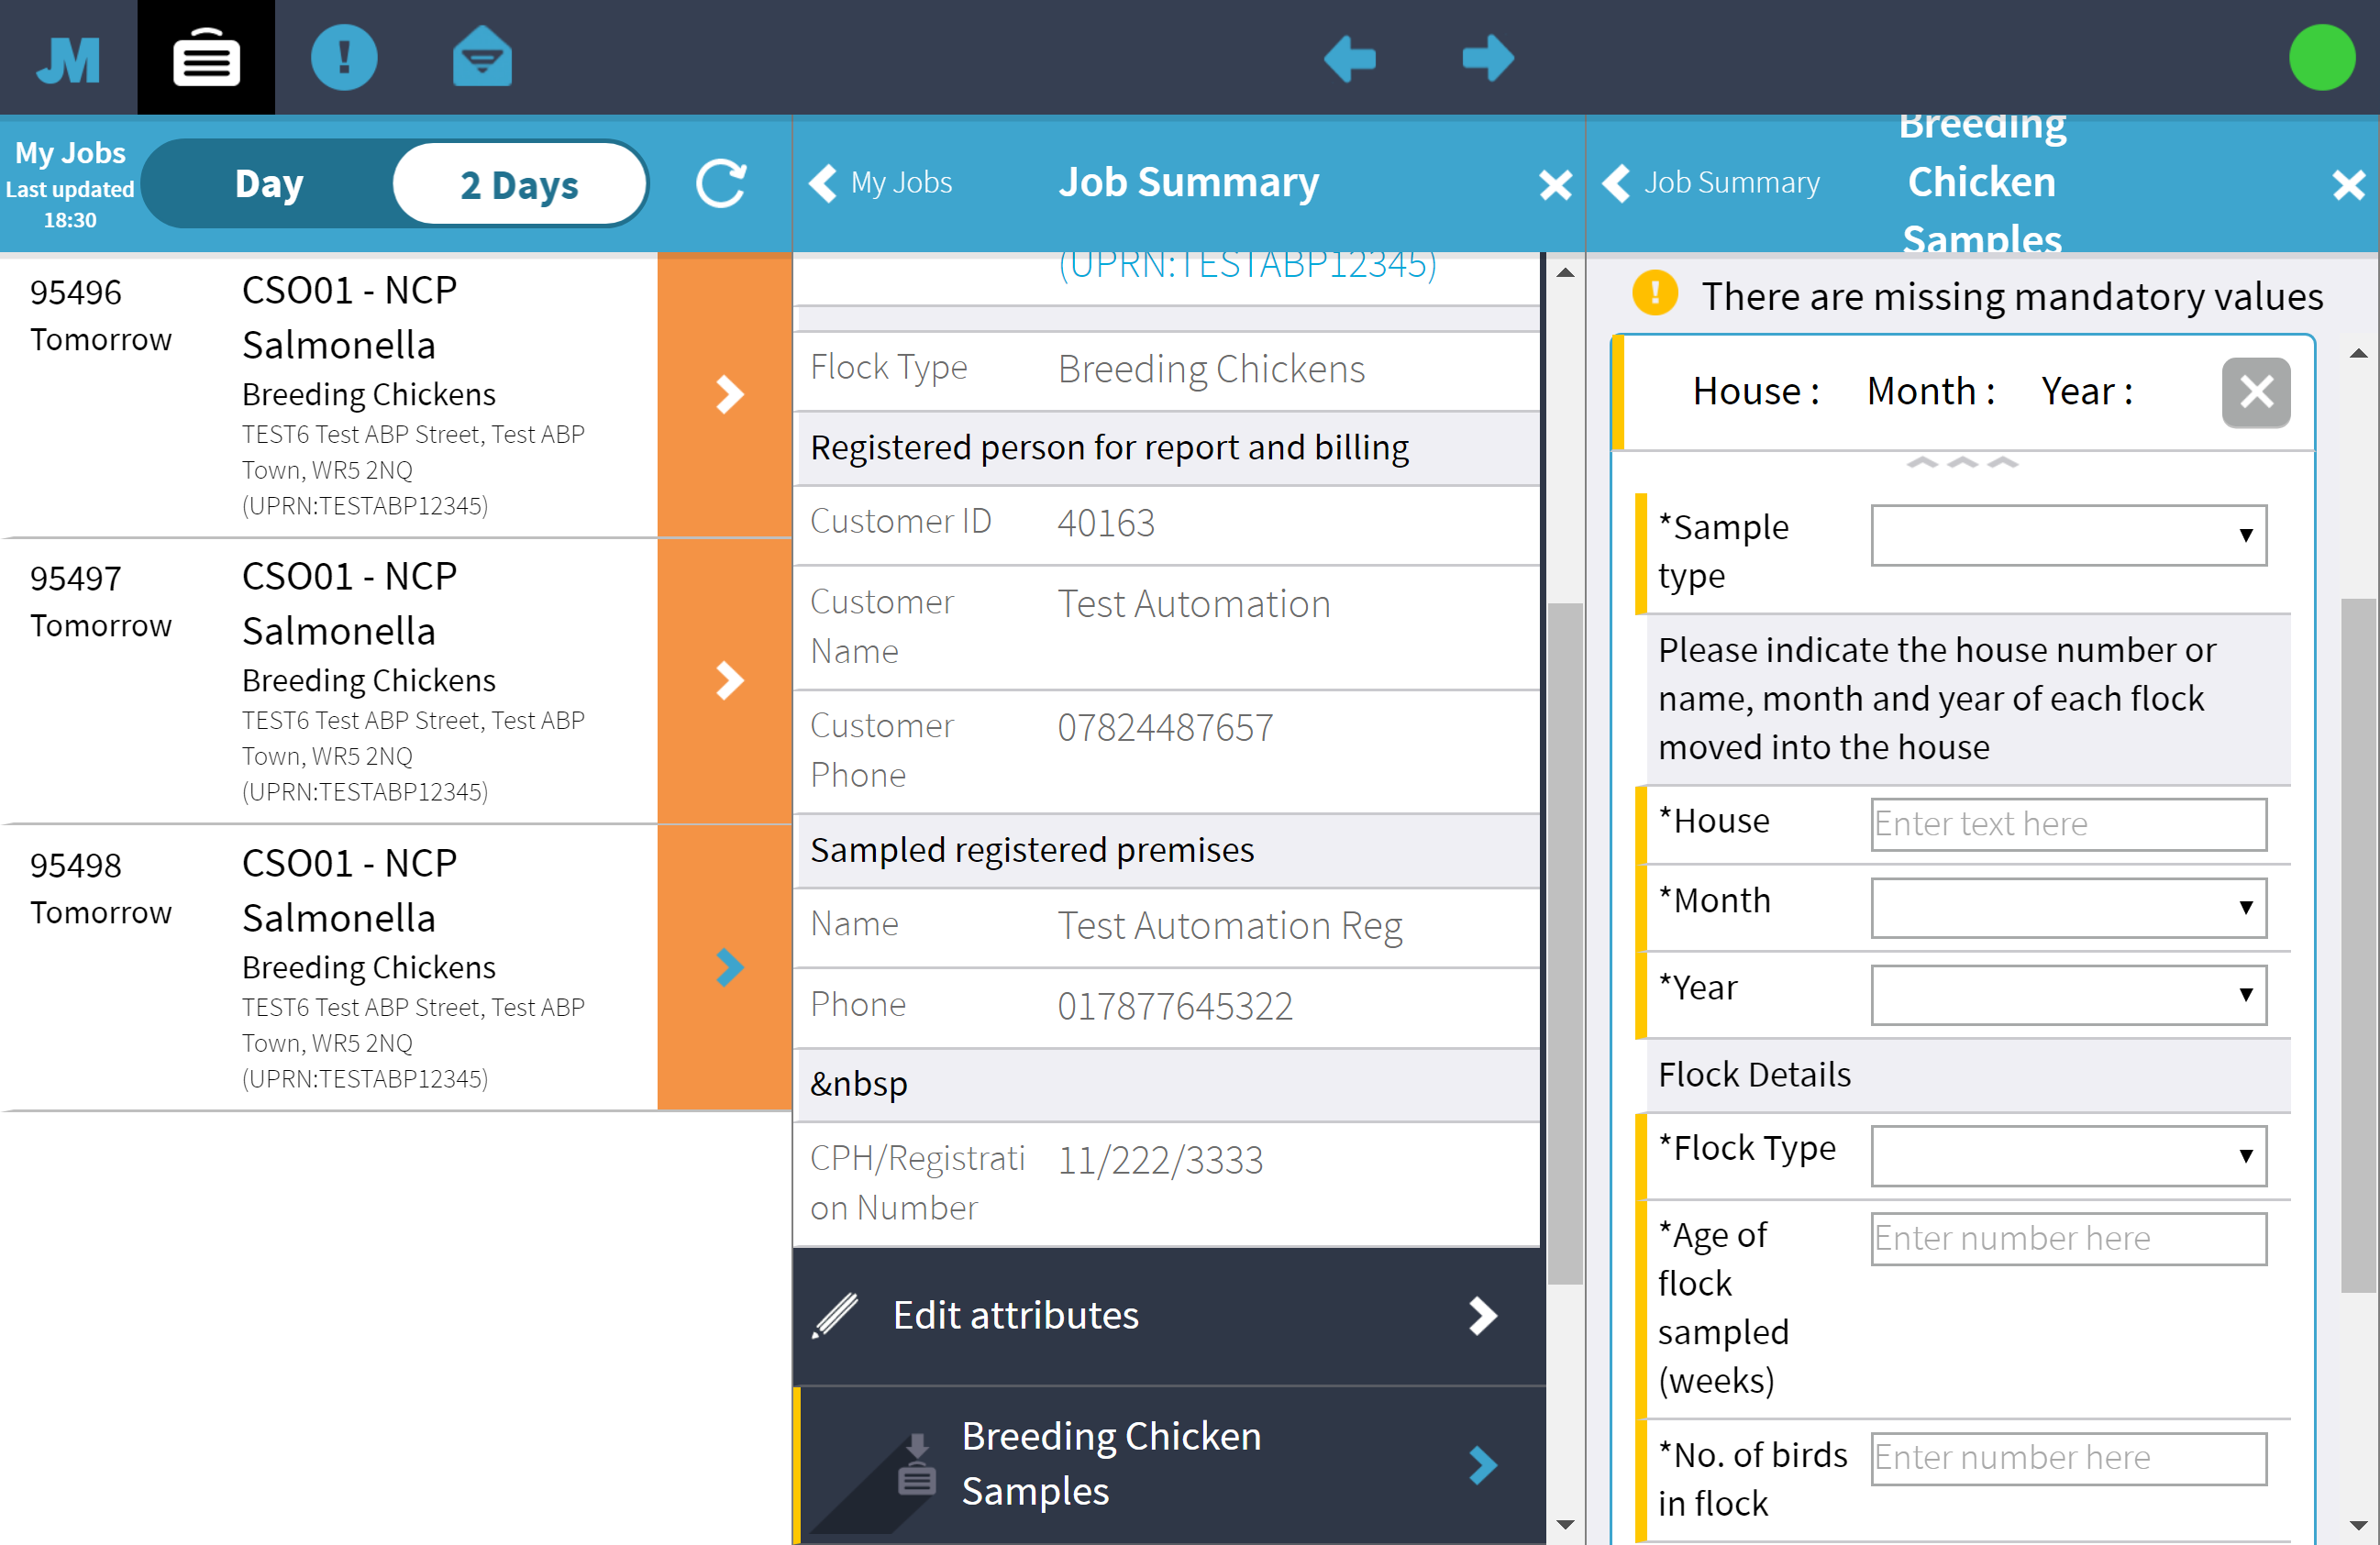 JM
My Jobs
Last updated
18:30
Day
2 Days
95496
Tomorrow
CSO01 - NCP
Salmonella
Breeding Chickens
TEST6 Test ABP Street, Test ABP
Town, WR5 2NQ
(UPRN:TESTABP12345)
95497
Tomorrow
CSO01 - NCP
Salmonella
Breeding Chickens
TEST6 Test ABP Street, Test ABP
Town, WR5 2NQ
(UPRN:TESTABP12345)
95498
Tomorrow
CSO01 - NCP
Salmonella
Breeding Chickens
TEST6 Test ABP Street, Test ABP
Town, WR5 2NQ
(UPRN:TESTABP12345)
My Jobs
Job Summary
(UPRN:TESTABP12345)
Flock Type
Breeding Chickens
Registered person for report and billing
Customer ID
40163
Customer
Name
Test Automation
Customer
Phone
07824487657
Sampled registered premises
Name
Test Automation Reg
Phone
017877645322
&nbsp
CPH/Registrati
on Number
11/222/3333
Edit attributes
Breeding Chicken
Samples
Job Summary
Breeding
Chicken
Samples
There are missing mandatory values
House : Month : Year :
*Sample
type
Please indicate the house number or
name, month and year of each flock
moved into the house
*House
Enter text here
*Month
*Year
Flock Details
*Flock Type
*Age of
flock
sampled
(weeks)
Enter number here
*No. of birds
in flock
Enter number here